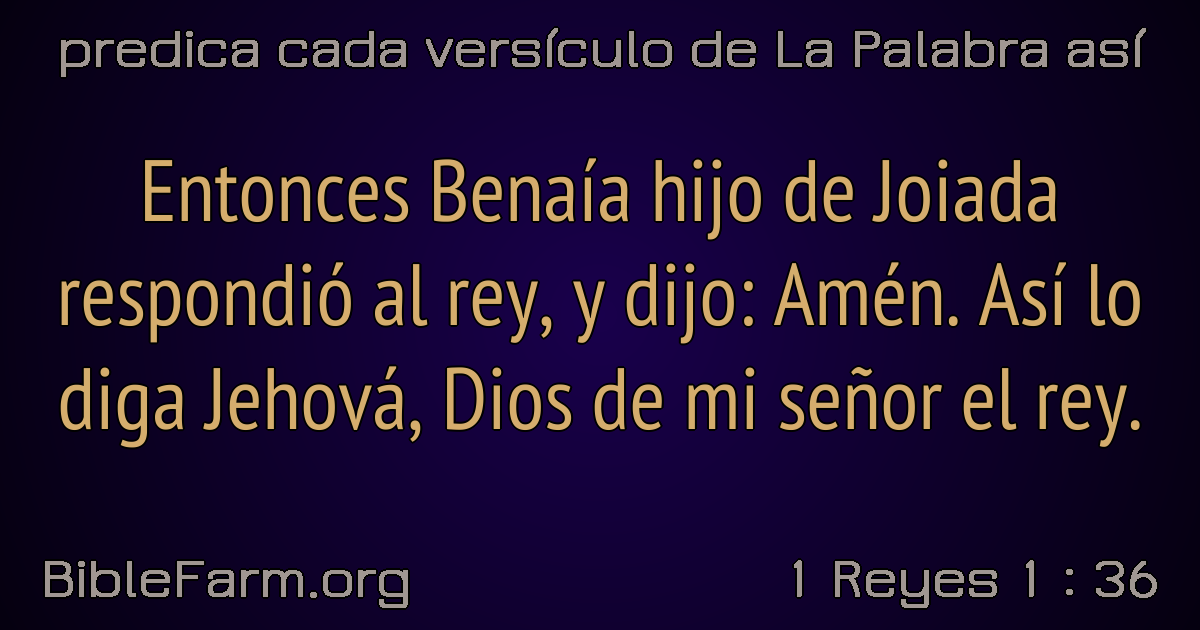 predica cada versículo de La Palabra así
Entonces Benaía hijo de Joiada
respondió al rey, y dijo: Amén. Así lo
diga Jehová, Dios de mi señor el rey.
BibleFarm.org
1 Reyes 1 : 36